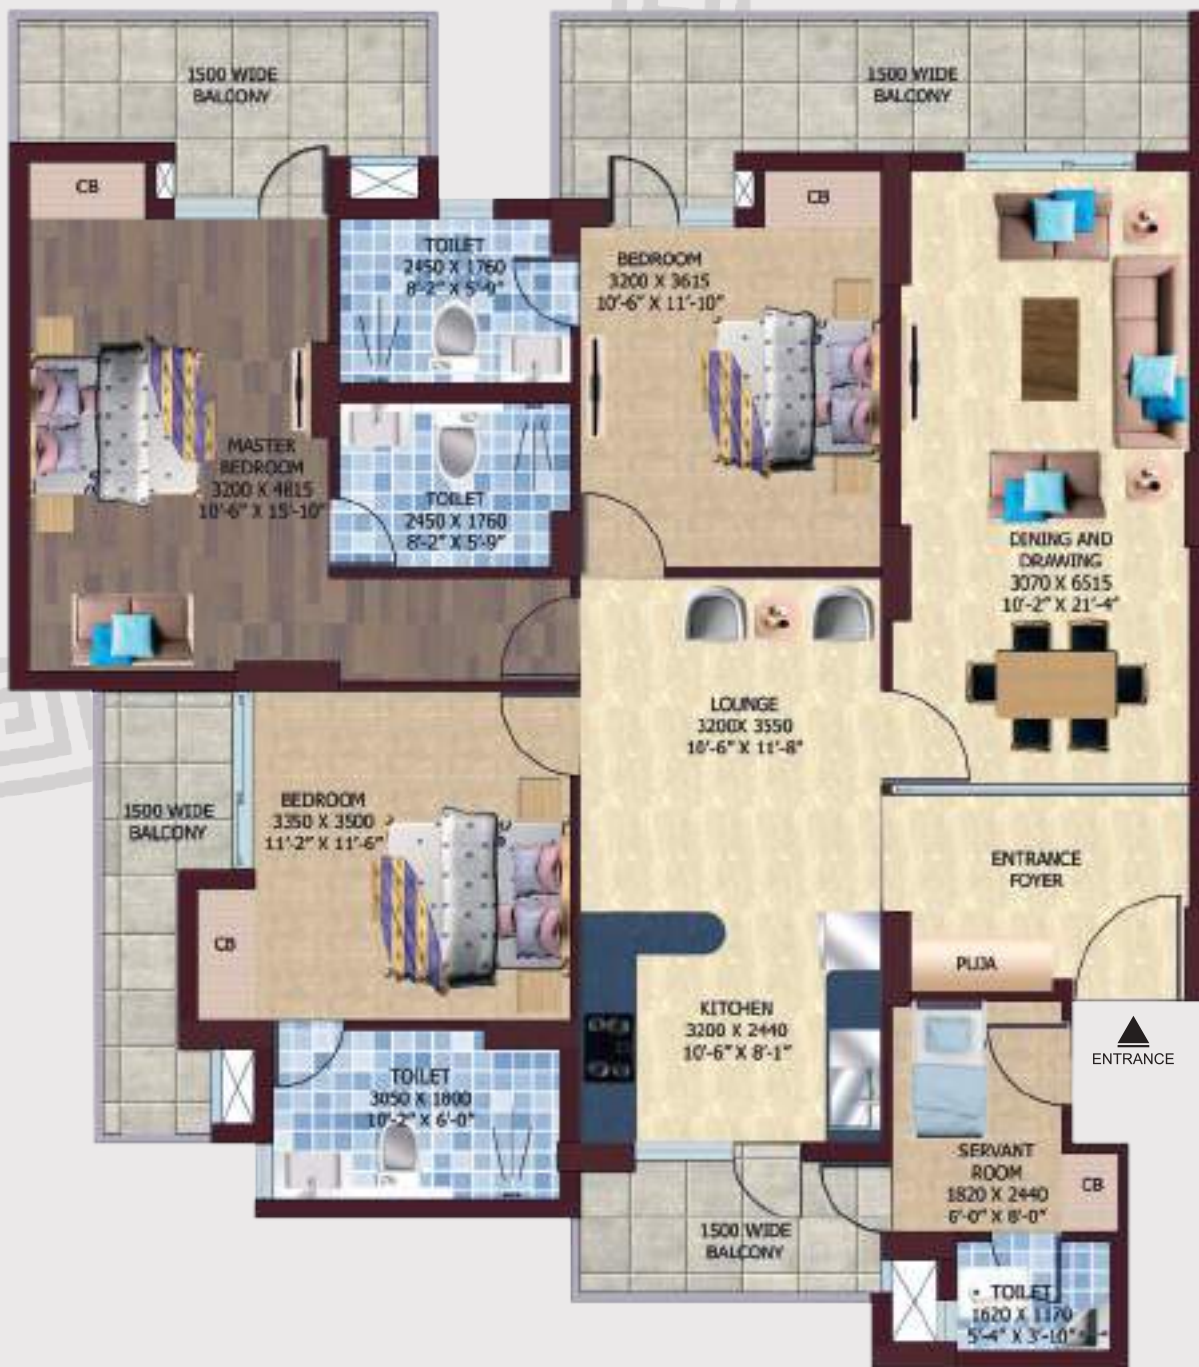 1500 WIDE
BALCONY
1500 WIDE
BALCONY
CB
CB
TOILET
2450 X 1760
8'-2" X 5'-9"
BEDROOM
3200 X 3615
10'-6" X 11'-10"
MASTER
BEDROOM
3200 X 4815
10'-6" X 15'-10"
TOILET
2450 X 1760
8'-2" X 5'-9"
DINING AND
DRAWING
3070 X 6515
10'-2" X 21'-4"
LOUNGE
3200X 3550
10'-6" X 11'-8"
1500 WIDE
BALCONY
BEDROOM
3350 X 3500
11'-2" X 11'-6"
ENTRANCE
FOYER
CB
PUJA
KITCHEN
3200 X 2440
10'-6" X 8'-1"
ENTRANCE
TOILET
3050 X 1800
10'-2" X 6'-0"
SERVANT
ROOM
1820 X 2440
6'-0" X 8'-0"
CB
1500 WIDE
BALCONY
TOILET
1620 X 1170
5'-4" X 3'-10"